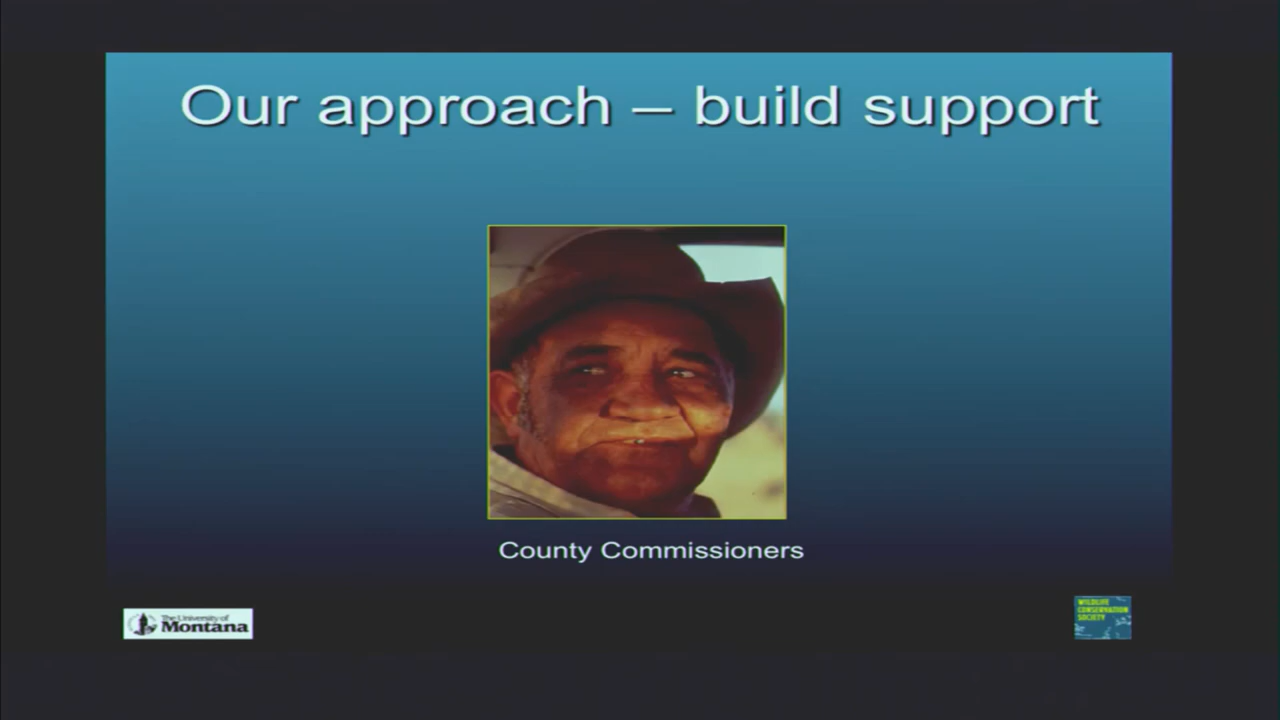 Our approach – build support
County Commissioners
The University of
Montana
WILDLIFE
CONSERVATION
SOCIETY